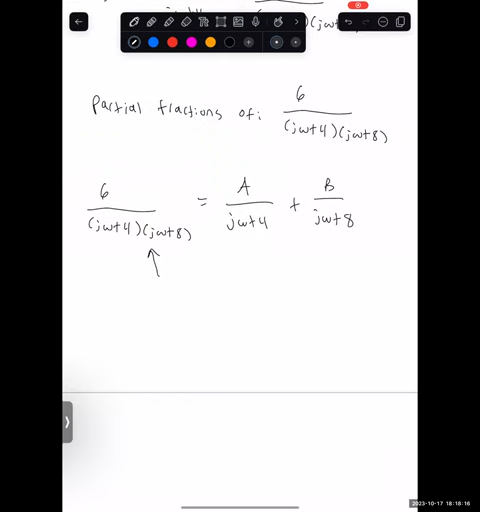 (jω+
Partial fractions of: 6
(jω+4)(jω+8)
6 = A + B
(jω+4)(jω+8) jω+4 jω+8
2023-10-17 18:18:16